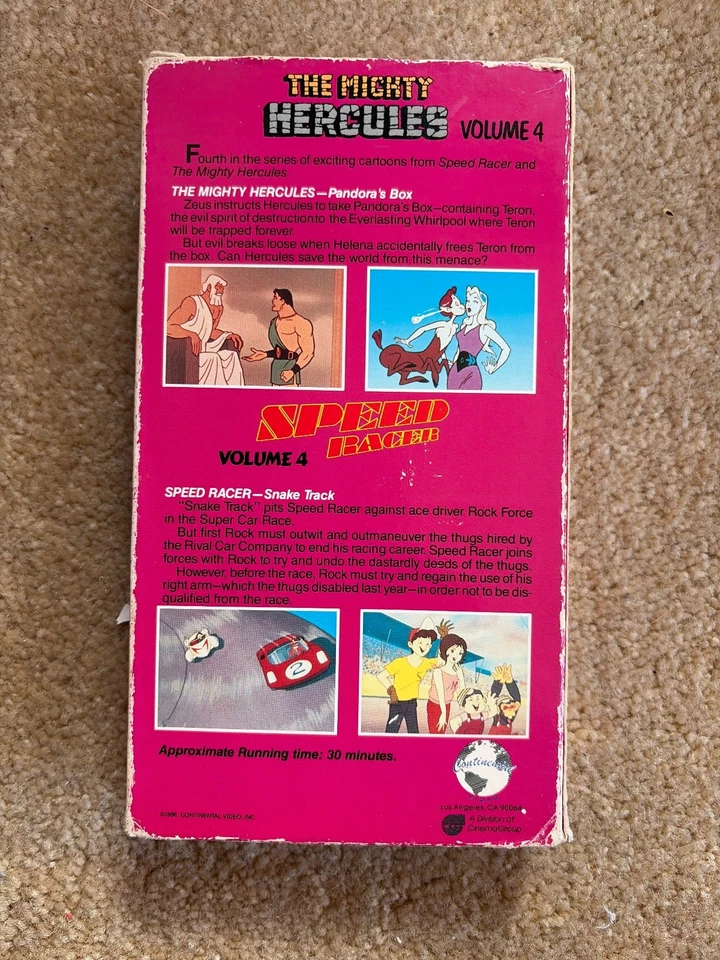 THE MIGHTY
HERCULES VOLUME 4
Fourth in the series of exciting cartoons from Speed Racer and
The Mighty Hercules.
THE MIGHTY HERCULES—Pandora's Box
Zeus instructs Hercules to take Pandora's Box—containing Teron,
the evil spirit of destruction to the Everlasting Whirlpool where Teron
will be trapped forever.
But evil breaks loose when Helena accidentally frees Teron from
the box. Can Hercules save the world from this menace?
SPEED
RACER
VOLUME 4
SPEED RACER—Snake Track
"Snake Track" pits Speed Racer against ace driver Rock Force
in the Super Car Race.
But first Rock must outwit and outmaneuver the thugs hired by
the Rival Car Company to end his racing career. Speed Racer joins
forces with Rock to try and undo the dastardly deeds of the thugs.
However, before the race, Rock must try and regain the use of his
right arm—which the thugs disabled last year—in order not to be dis-
qualified from the race.
2
Approximate Running time: 30 minutes.
Continental
Los Angeles, CA 90064
©1986 CONTINENTAL VIDEO, INC.
A Division of
CinemaGroup